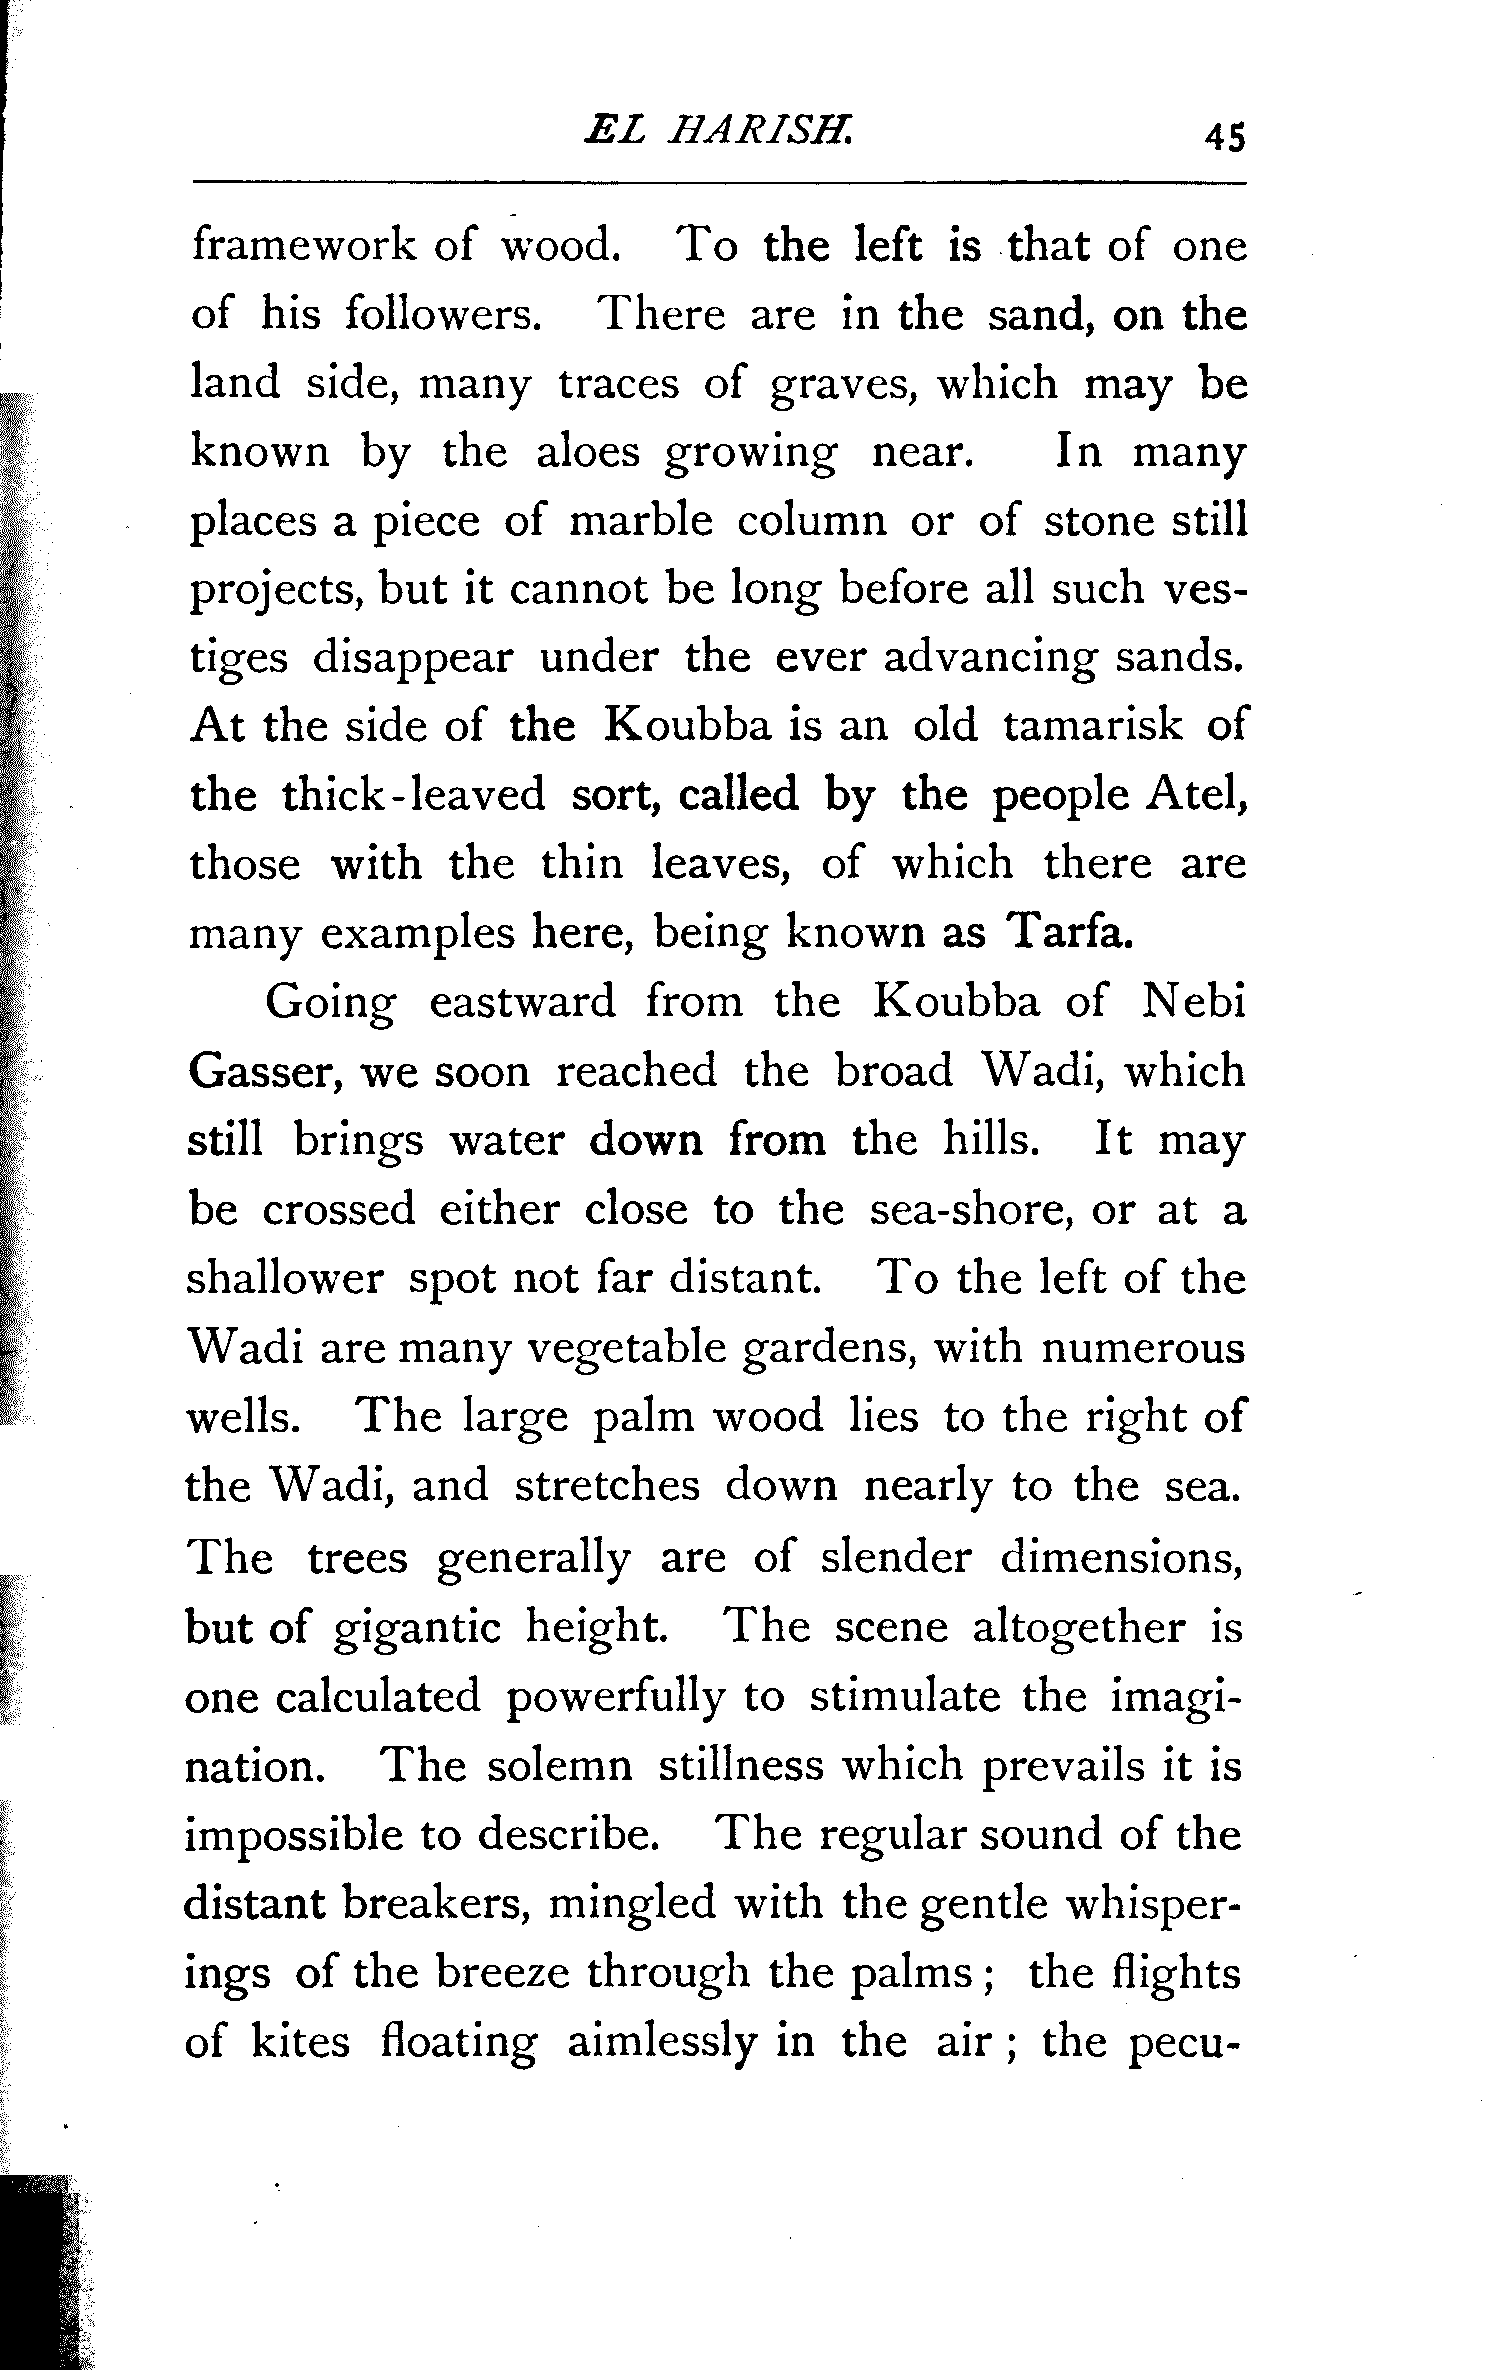 EL HARISH. 45
framework of wood. To the left is that of one
of his followers. There are in the sand, on the
land side, many traces of graves, which may be
known by the aloes growing near. In many
places a piece of marble column or of stone still
projects, but it cannot be long before all such ves-
tiges disappear under the ever advancing sands.
At the side of the Koubba is an old tamarisk of
the thick-leaved sort, called by the people Atel,
those with the thin leaves, of which there are
many examples here, being known as Tarfa.
Going eastward from the Koubba of Nebi
Gasser, we soon reached the broad Wadi, which
still brings water down from the hills. It may
be crossed either close to the sea-shore, or at a
shallower spot not far distant. To the left of the
Wadi are many vegetable gardens, with numerous
wells. The large palm wood lies to the right of
the Wadi, and stretches down nearly to the sea.
The trees generally are of slender dimensions,
but of gigantic height. The scene altogether is
one calculated powerfully to stimulate the imagi-
nation. The solemn stillness which prevails it is
impossible to describe. The regular sound of the
distant breakers, mingled with the gentle whisper-
ings of the breeze through the palms ; the flights
of kites floating aimlessly in the air ; the pecu-